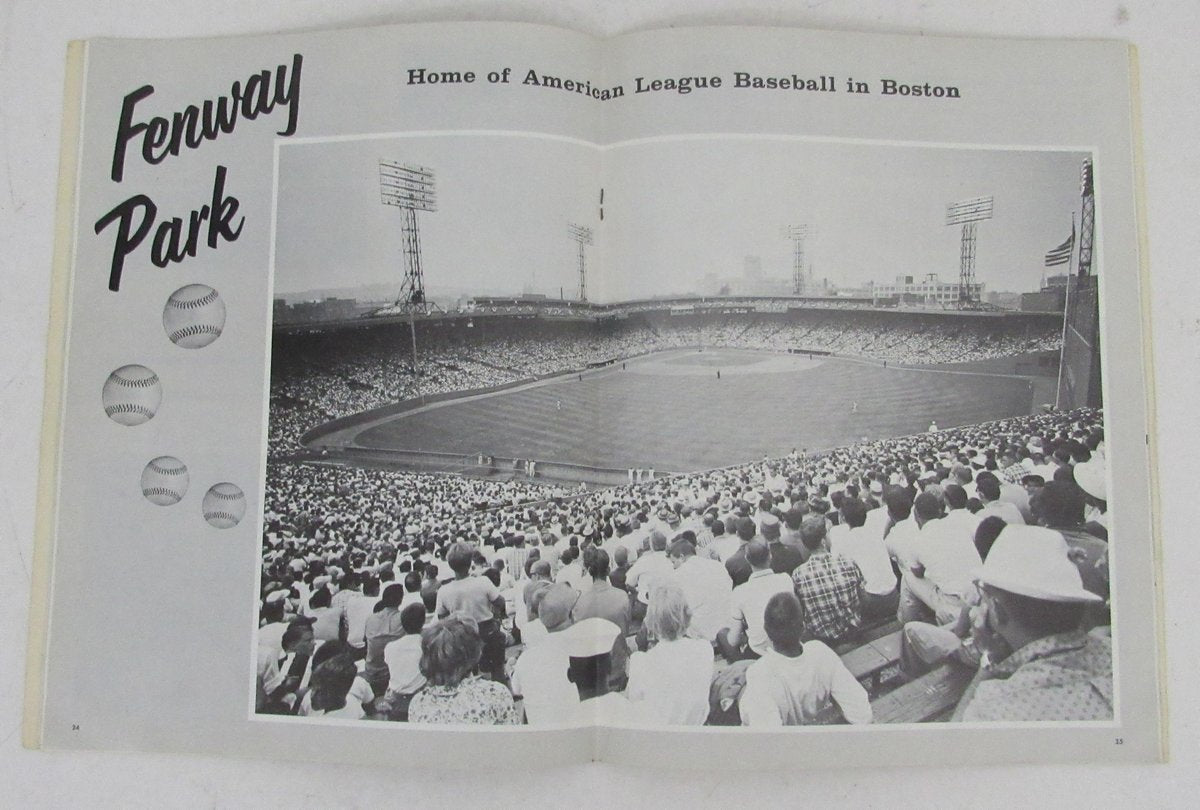 Fenway
Park
Home of American League Baseball in Boston
24
25